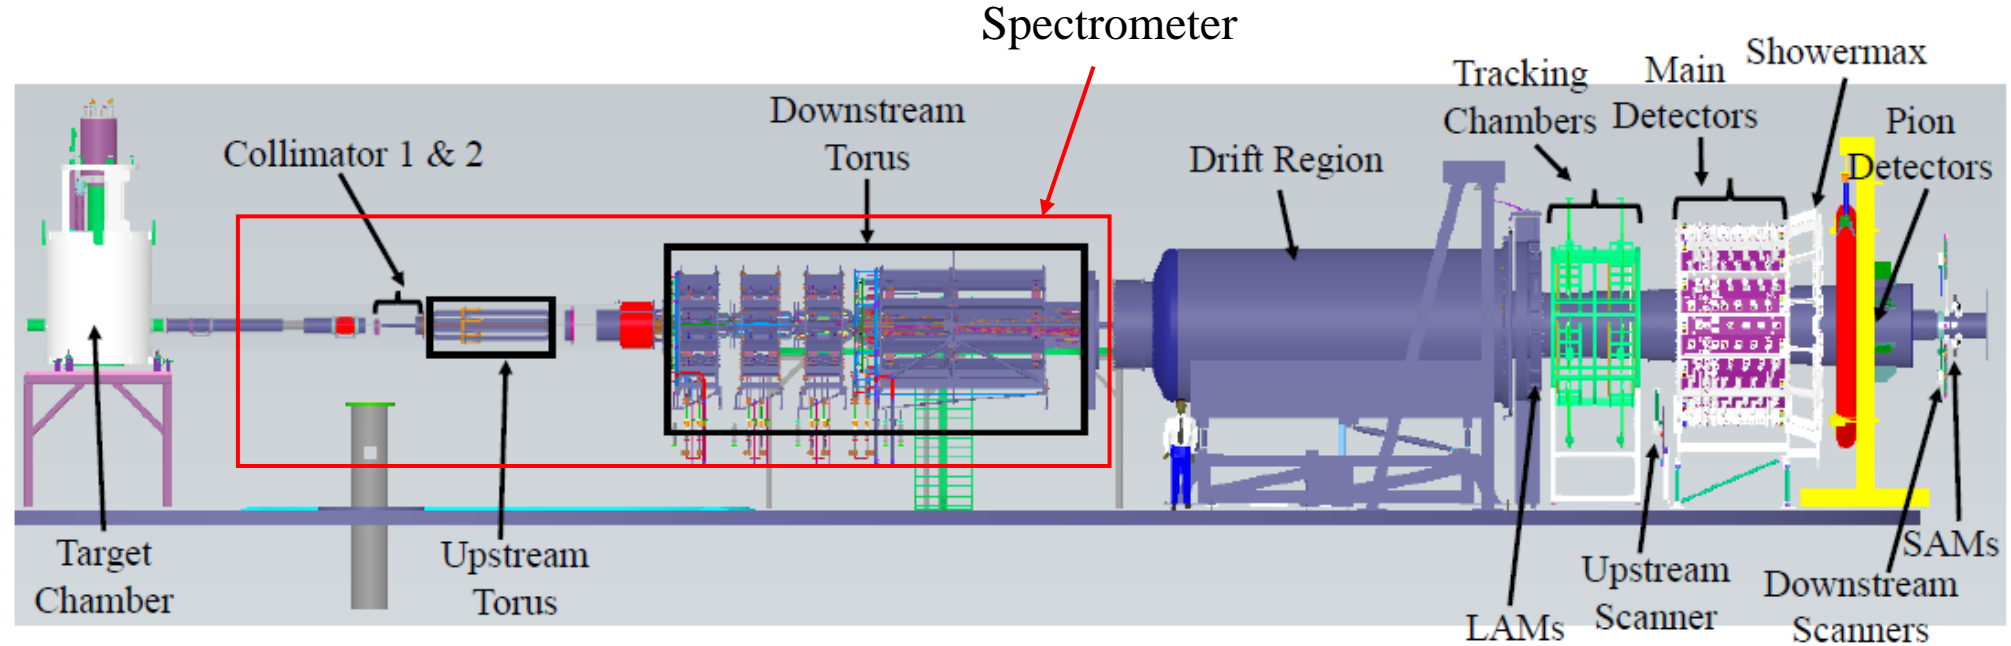 Spectrometer
Collimator 1 & 2
Downstream
Torus
Drift Region
Tracking
Chambers
Main
Detectors
Showermax
Pion
Detectors
Target
Chamber
Upstream
Torus
LAMs
Upstream
Scanner
Downstream
Scanners
SAMs